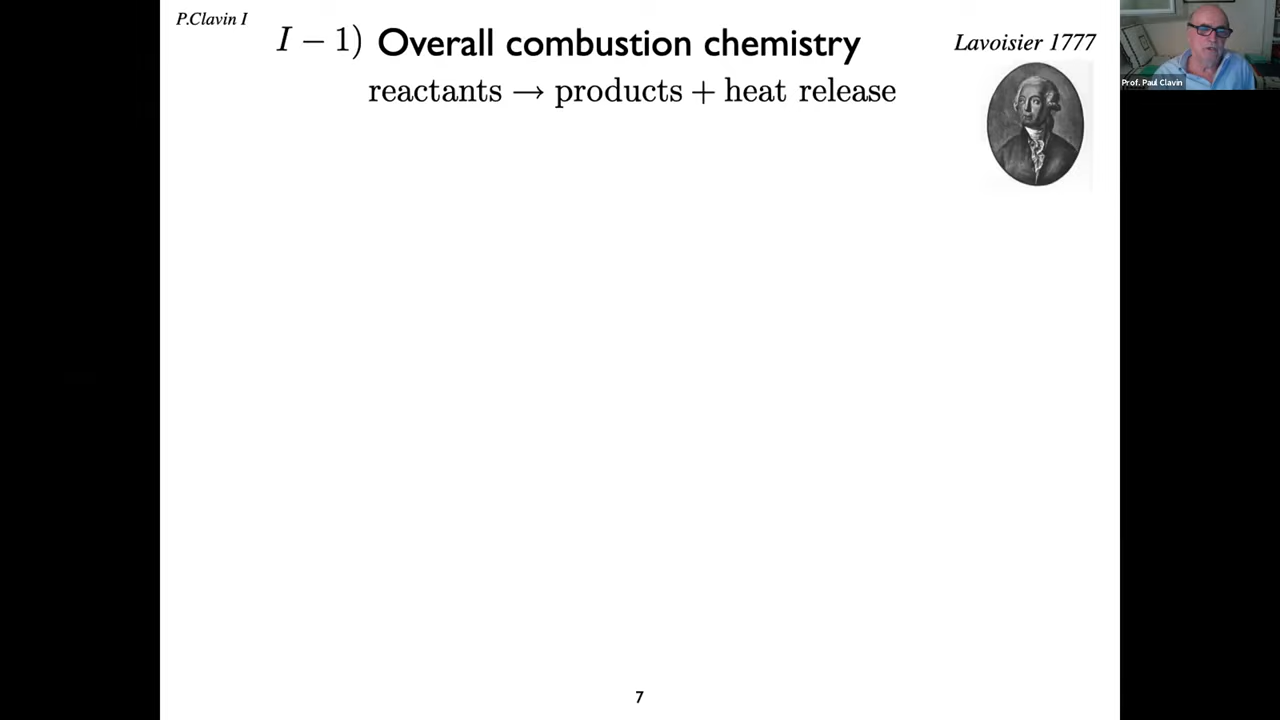 P.Clavin I
I − 1) Overall combustion chemistry
Lavoisier 1777
reactants → products + heat release
Prof. Paul Clavin
7